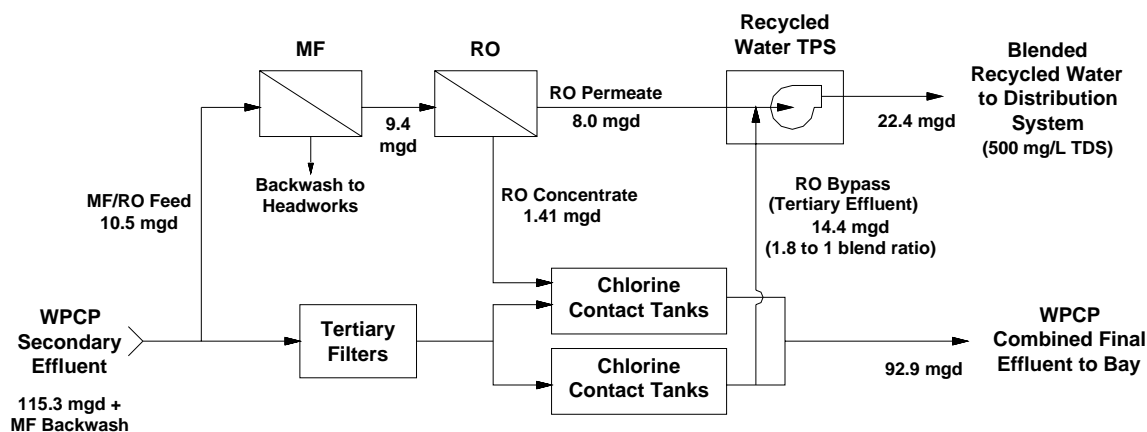 MF
RO
Recycled
Water TPS
Blended
Recycled Water
to Distribution
System
(500 mg/L TDS)
RO Permeate
8.0 mgd
9.4
mgd
22.4 mgd
Backwash to
Headworks
MF/RO Feed
10.5 mgd
RO Concentrate
1.41 mgd
RO Bypass
(Tertiary Effluent)
14.4 mgd
(1.8 to 1 blend ratio)
WPCP
Secondary
Effluent
115.3 mgd +
MF Backwash
Tertiary
Filters
Chlorine
Contact Tanks
Chlorine
Contact Tanks
92.9 mgd
WPCP
Combined Final
Effluent to Bay